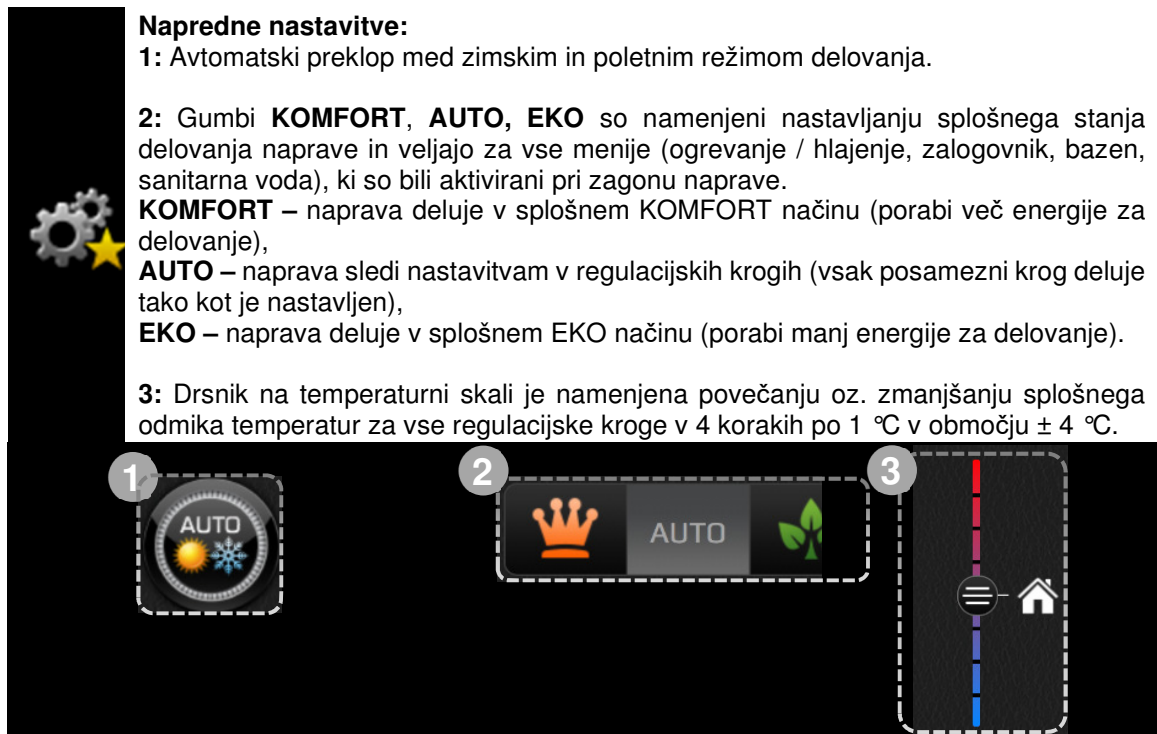 Napredne nastavitve:
1: Avtomatski preklop med zimskim in poletnim režimom delovanja.
2: Gumbi KOMFORT, AUTO, EKO so namenjeni nastavljanju splošnega stanja
delovanja naprave in veljajo za vse menije (ogrevanje / hlajenje, zalogovnik, bazen,
sanitarna voda), ki so bili aktivirani pri zagonu naprave.
KOMFORT – naprava deluje v splošnem KOMFORT načinu (porabi več energije za
delovanje),
AUTO – naprava sledi nastavitvam v regulacijskih krogih (vsak posamezni krog deluje
tako kot je nastavljen),
EKO – naprava deluje v splošnem EKO načinu (porabi manj energije za delovanje).
3: Drsnik na temperaturni skali je namenjena povečanju oz. zmanjšanju splošnega
odmika temperatur za vse regulacijske kroge v 4 korakih po 1 °C v območju ± 4 °C.
1
AUTO
2
AUTO
3